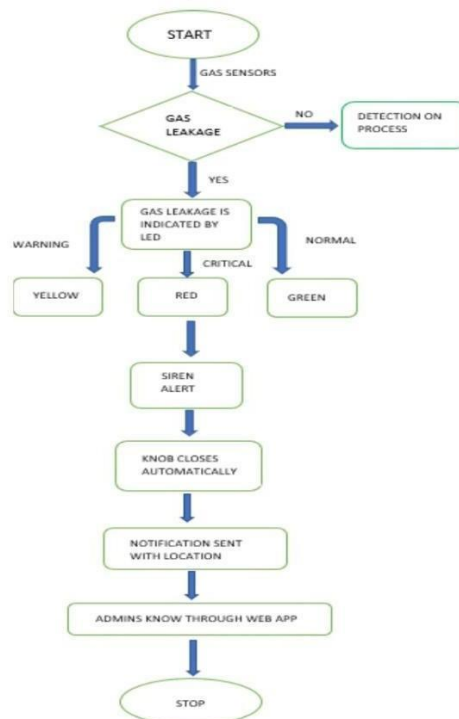 START
GAS SENSORS
GAS
LEAKAGE
NO
DETECTION ON
PROCESS
YES
GAS LEAKAGE IS
INDICATED BY
LED
WARNING
NORMAL
CRITICAL
YELLOW
RED
GREEN
SIREN
ALERT
KNOB CLOSES
AUTOMATICALLY
NOTIFICATION SENT
WITH LOCATION
ADMINS KNOW THROUGH WEB APP
STOP